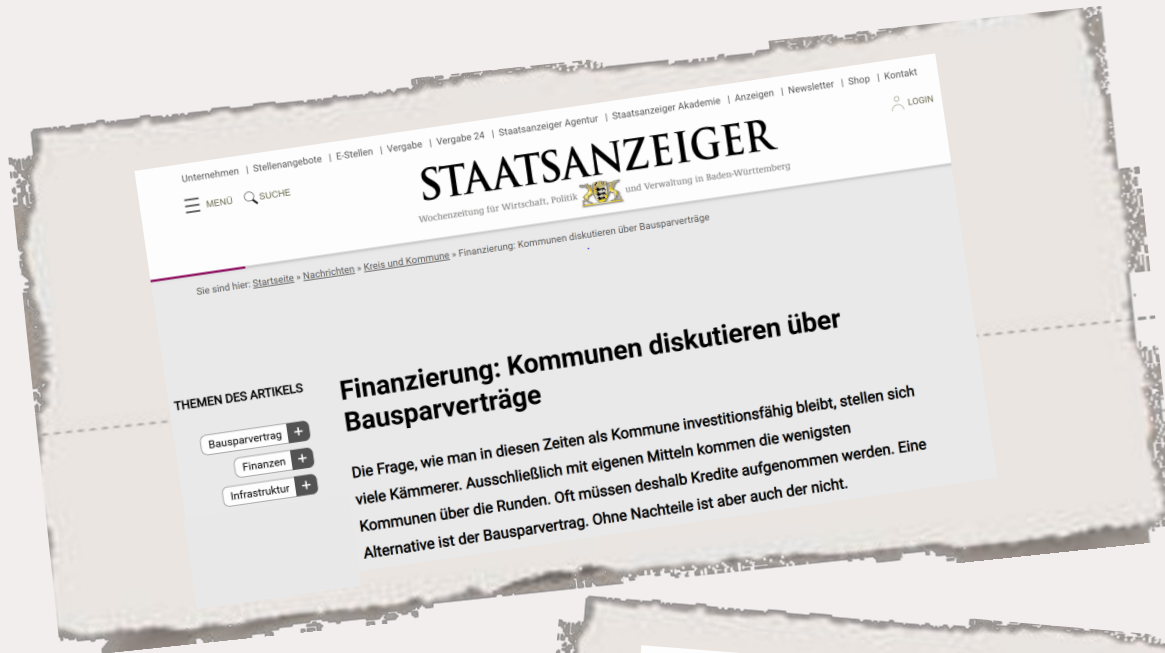 Unternehmen | Stellenangebote | E-Stellen | Vergabe | Vergabe 24 | Staatsanzeiger Agentur | Staatsanzeiger Akademie | Anzeigen | Newsletter | Shop | Kontakt
MENÜ SUCHE
STAATSANZEIGER
LOGIN
Wochenzeitung für Wirtschaft, Politik und Verwaltung in Baden-Württemberg
Sie sind hier: Startseite » Nachrichten » Kreis und Kommune » Finanzierung: Kommunen diskutieren über Bausparverträge
THEMEN DES ARTIKELS
Bausparvertrag +
Finanzen +
Infrastruktur +
Finanzierung: Kommunen diskutieren über
Bausparverträge
Die Frage, wie man in diesen Zeiten als Kommune investitionsfähig bleibt, stellen sich
viele Kämmerer. Ausschließlich mit eigenen Mitteln kommen die wenigsten
Kommunen über die Runden. Oft müssen deshalb Kredite aufgenommen werden. Eine
Alternative ist der Bausparvertrag. Ohne Nachteile ist aber auch der nicht.